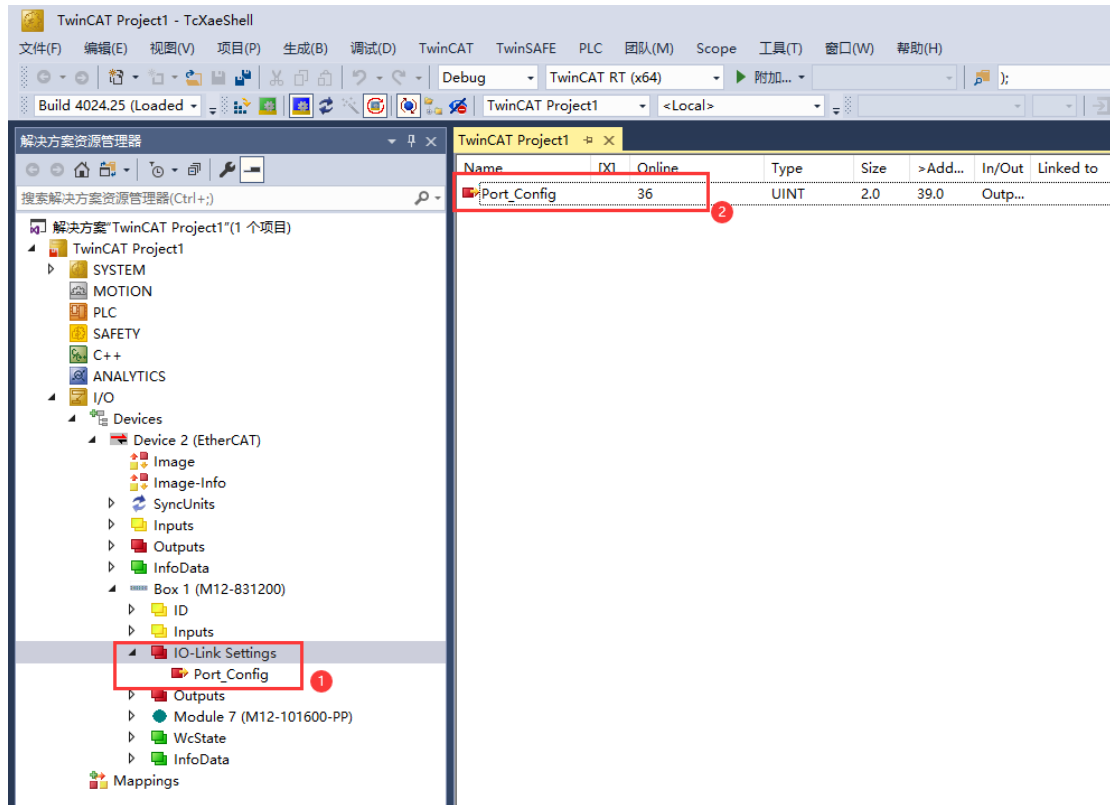 TwinCAT Project1 - TcXaeShell
文件(F) 编辑(E) 视图(V) 项目(P) 生成(B) 调试(D) TwinCAT TwinSAFE PLC 团队(M) Scope 工具(T) 窗口(W) 帮助(H)
Debug TwinCAT RT (x64) 附加... );
Build 4024.25 (Loaded TwinCAT Project1 <Local>
解决方案资源管理器
TwinCAT Project1
Name [X] Online Type Size >Add... In/Out Linked to
Port_Config 36 UINT 2.0 39.0 Outp...
2
搜索解决方案资源管理器(Ctrl+;)
解决方案"TwinCAT Project1"(1 个项目)
TwinCAT Project1
SYSTEM
MOTION
PLC
SAFETY
C++
ANALYTICS
I/O
Devices
Device 2 (EtherCAT)
Image
Image-Info
SyncUnits
Inputs
Outputs
InfoData
Box 1 (M12-831200)
ID
Inputs
IO-Link Settings
Port_Config
1
Outputs
Module 7 (M12-101600-PP)
WcState
InfoData
Mappings